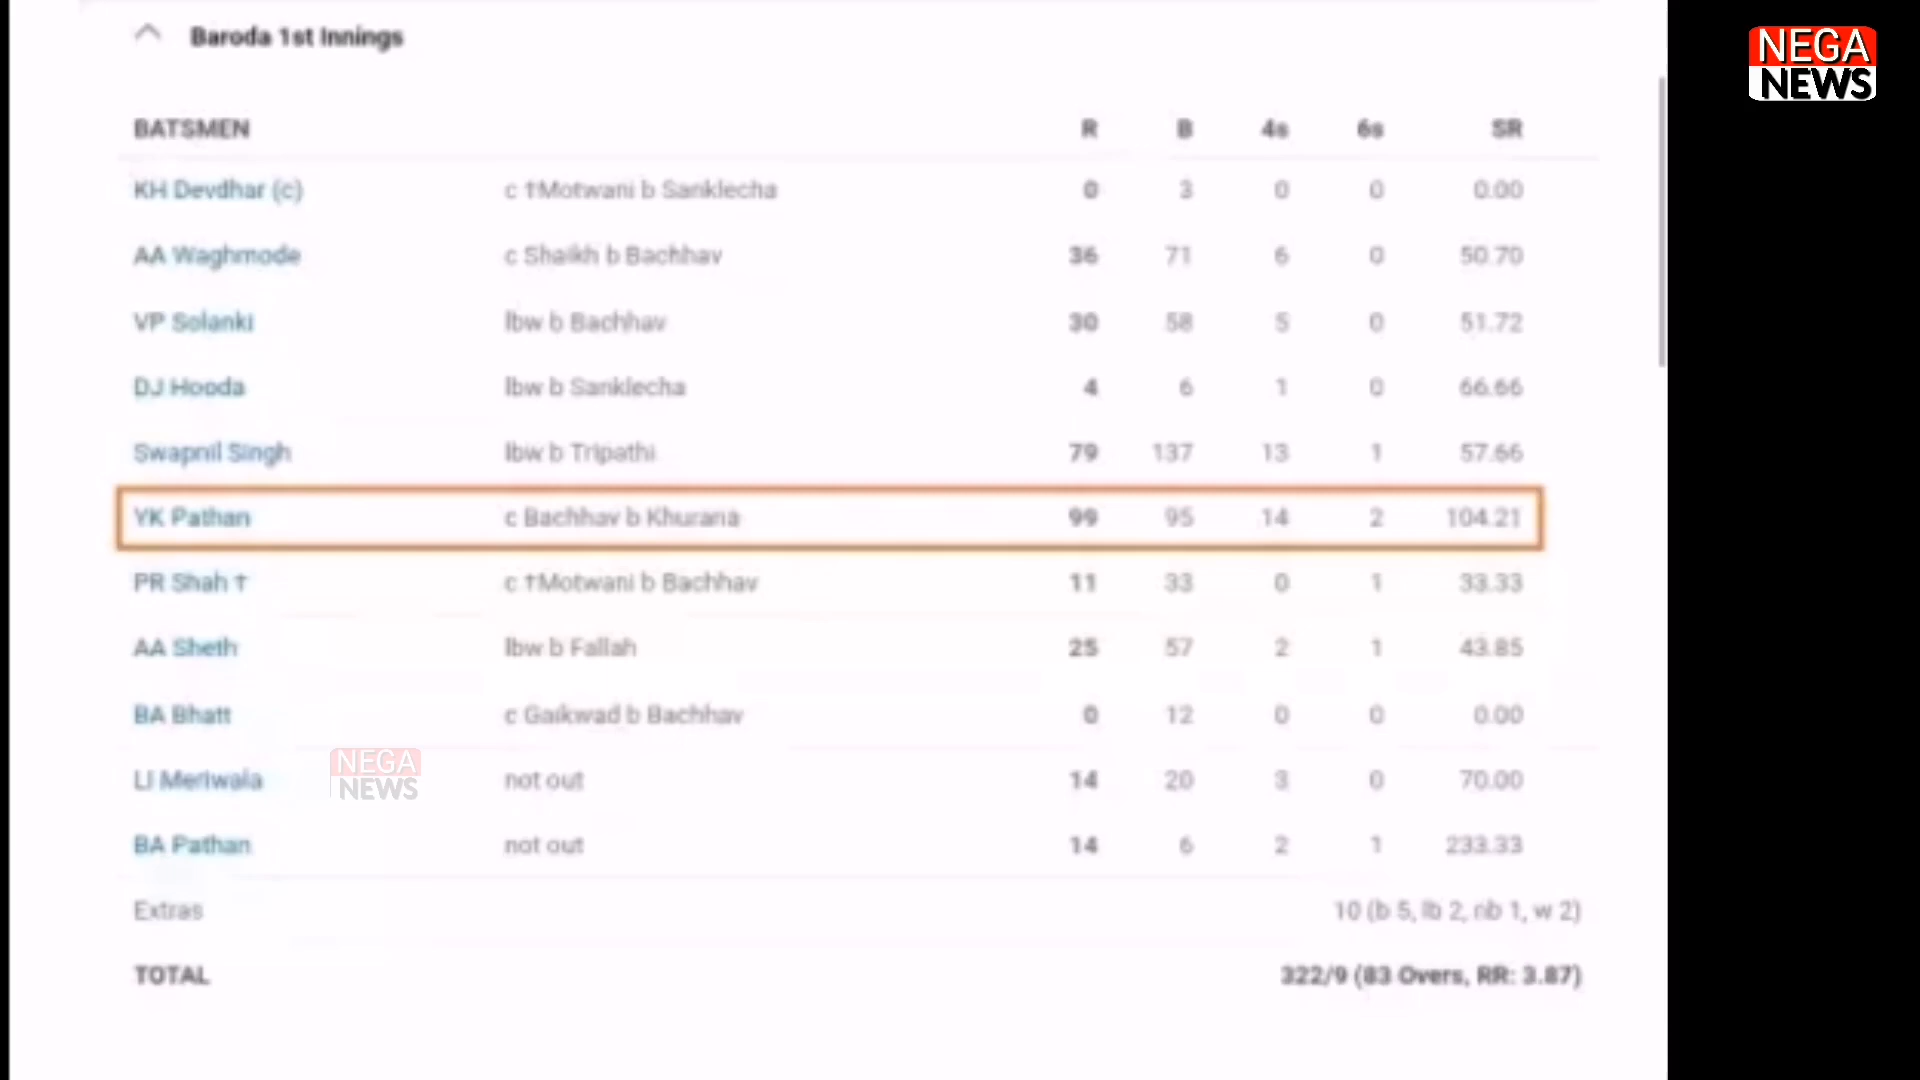 Baroda 1st Innings
NEGA
NEWS
BATSMEN R B 4s 6s SR
KH Devdhar (c) c †Motwani b Sanklecha 0 3 0 0 0.00
AA Waghmode c Shaikh b Bachhav 36 71 6 0 50.70
VP Solanki lbw b Bachhav 30 58 5 0 51.72
DJ Hooda lbw b Sanklecha 4 6 1 0 66.66
Swapnil Singh lbw b Tripathi 79 137 13 1 57.66
YK Pathan c Bachhav b Khurana 99 95 14 2 104.21
PR Shah † c †Motwani b Bachhav 11 33 0 1 33.33
AA Sheth lbw b Fallah 25 57 2 1 43.85
BA Bhatt c Gaikwad b Bachhav 0 12 0 0 0.00
LI Meriwala not out 14 20 3 0 70.00
NEGA
NEWS
BA Pathan not out 14 6 2 1 233.33
Extras 10 (b 5, lb 2, nb 1, w 2)
TOTAL 322/9 (83 Overs, RR: 3.87)